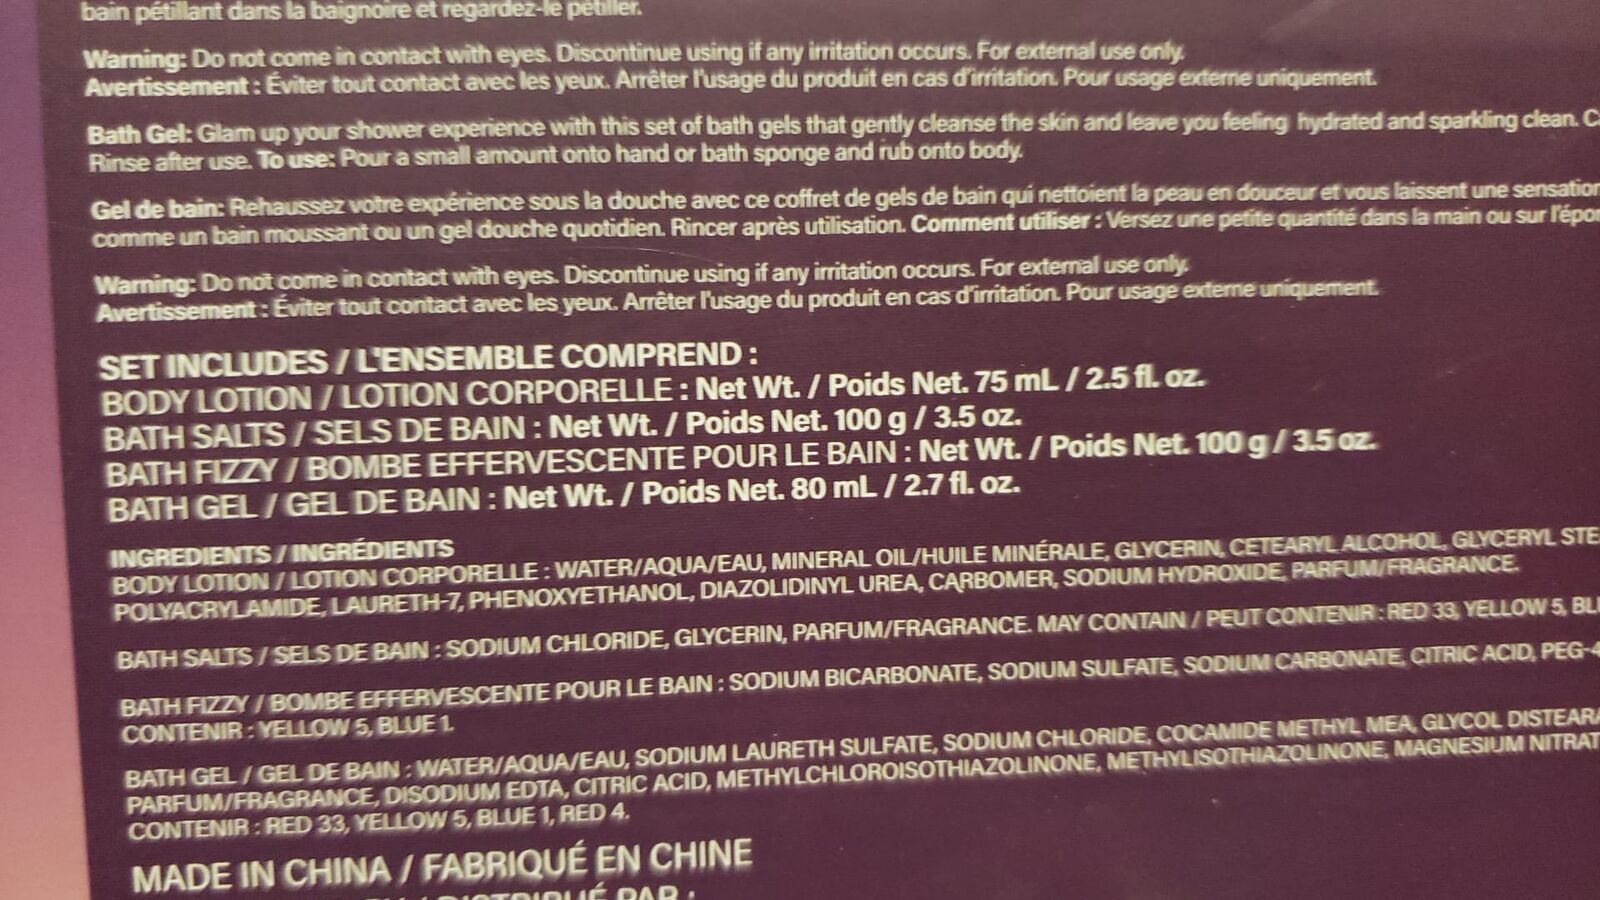 bain pétillant dans la baignoire et regardez-le pétiller.
Warning: Do not come in contact with eyes. Discontinue using if any irritation occurs. For external use only.
Avertissement : Éviter tout contact avec les yeux. Arrêter l'usage du produit en cas d'irritation. Pour usage externe uniquement.
Bath Gel: Glam up your shower experience with this set of bath gels that gently cleanse the skin and leave you feeling hydrated and sparkling clean.
Rinse after use. To use: Pour a small amount onto hand or bath sponge and rub onto body.
Gel de bain: Rehaussez votre expérience sous la douche avec ce coffret de gels de bain qui nettoient la peau en douceur et vous laissent une sensation
comme un bain moussant ou un gel douche quotidien. Rincer après utilisation. Comment utiliser : Versez une petite quantité dans la main ou sur l'épon
Warning: Do not come in contact with eyes. Discontinue using if any irritation occurs. For external use only.
Avertissement : Éviter tout contact avec les yeux. Arrêter l'usage du produit en cas d'irritation. Pour usage externe uniquement.
SET INCLUDES / L'ENSEMBLE COMPREND :
BODY LOTION / LOTION CORPORELLE : Net Wt. / Poids Net. 75 mL / 2.5 fl. oz.
BATH SALTS / SELS DE BAIN : Net Wt. / Poids Net. 100 g / 3.5 oz.
BATH FIZZY / BOMBE EFFERVESCENTE POUR LE BAIN : Net Wt. / Poids Net. 100 g / 3.5 oz.
BATH GEL / GEL DE BAIN : Net Wt. / Poids Net. 80 mL / 2.7 fl. oz.
INGREDIENTS / INGRÉDIENTS
BODY LOTION / LOTION CORPORELLE : WATER/AQUA/EAU, MINERAL OIL/HUILE MINÉRALE, GLYCERIN, CETEARYL ALCOHOL, GLYCERYL STE
POLYACRYLAMIDE, LAURETH-7, PHENOXYETHANOL, DIAZOLIDINYL UREA, CARBOMER, SODIUM HYDROXIDE, PARFUM/FRAGRANCE.
BATH SALTS / SELS DE BAIN : SODIUM CHLORIDE, GLYCERIN, PARFUM/FRAGRANCE. MAY CONTAIN / PEUT CONTENIR : RED 33, YELLOW 5, BL
BATH FIZZY / BOMBE EFFERVESCENTE POUR LE BAIN : SODIUM BICARBONATE, SODIUM SULFATE, SODIUM CARBONATE, CITRIC ACID, PEG-4
CONTENIR : YELLOW 5, BLUE 1.
BATH GEL / GEL DE BAIN : WATER/AQUA/EAU, SODIUM LAURETH SULFATE, SODIUM CHLORIDE, COCAMIDE METHYL MEA, GLYCOL DISTEAR
PARFUM/FRAGRANCE, DISODIUM EDTA, CITRIC ACID, METHYLCHLOROISOTHIAZOLINONE, METHYLISOTHIAZOLINONE, MAGNESIUM NITRAT
CONTENIR : RED 33, YELLOW 5, BLUE 1, RED 4.
MADE IN CHINA / FABRIQUÉ EN CHINE
BY / DISTRIBUÉ PAR :